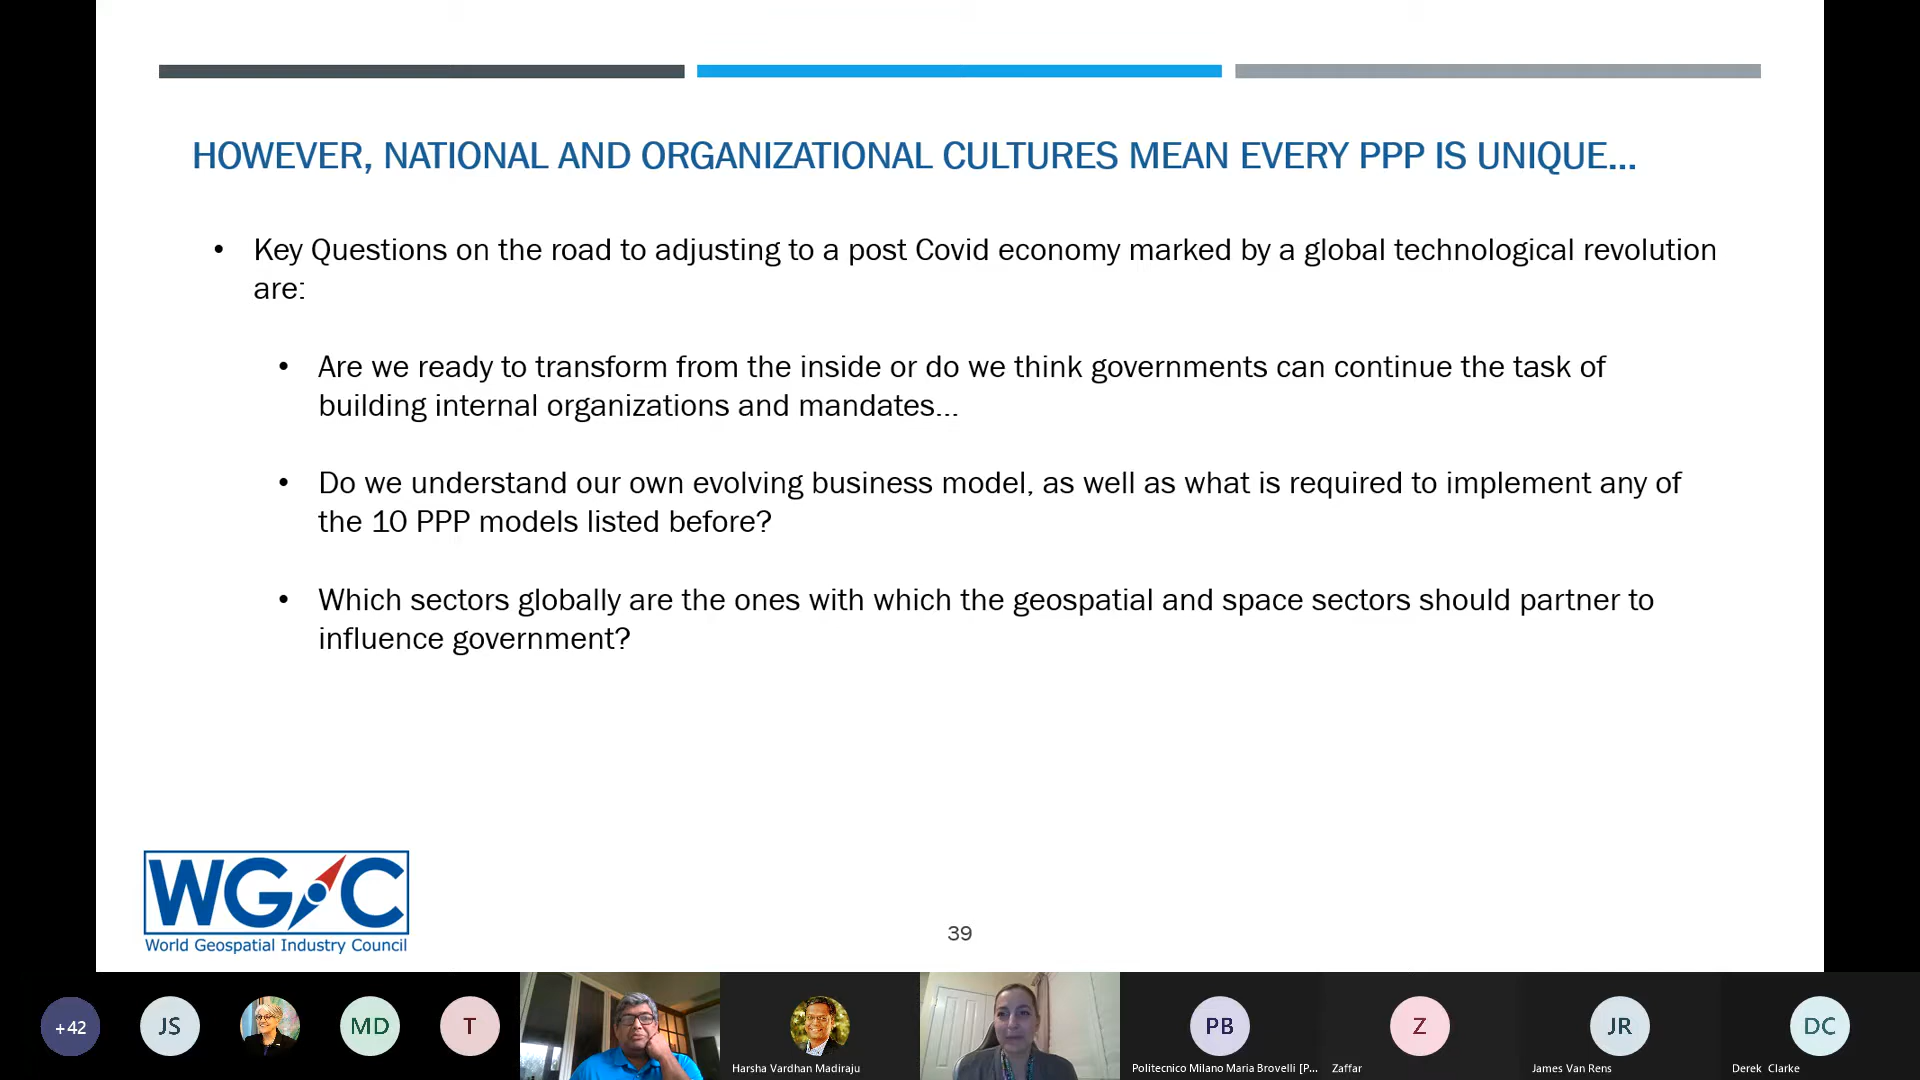 HOWEVER, NATIONAL AND ORGANIZATIONAL CULTURES MEAN EVERY PPP IS UNIQUE...
• Key Questions on the road to adjusting to a post Covid economy marked by a global technological revolution
are:
• Are we ready to transform from the inside or do we think governments can continue the task of
building internal organizations and mandates...
• Do we understand our own evolving business model, as well as what is required to implement any of
the 10 PPP models listed before?
• Which sectors globally are the ones with which the geospatial and space sectors should partner to
influence government?
WGIC
World Geospatial Industry Council
39
+42
JS
MD
T
Harsha Vardhan Madiraju
PB
Politecnico Milano Maria Brovelli [P...
Z
Zaffar
JR
James Van Rens
DC
Derek Clarke